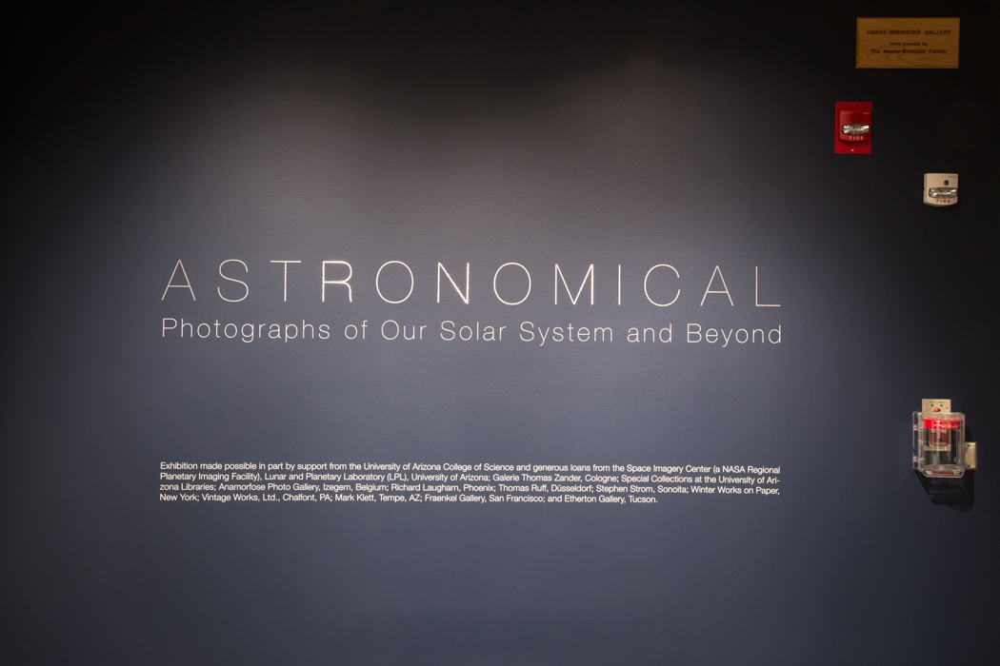 HAWKE-BREWSTER GALLERY
made possible by
The Hawke-Brewster Family
FIRE
FIRE
ASTRONOMICAL
Photographs of Our Solar System and Beyond
Exhibition made possible in part by support from the University of Arizona College of Science and generous loans from the Space Imagery Center (a NASA Regional
Planetary Imaging Facility), Lunar and Planetary Laboratory (LPL), University of Arizona; Galerie Thomas Zander, Cologne; Special Collections at the University of Ari-
zona Libraries; Anamorfose Photo Gallery, Izegem, Belgium; Richard Laugharn, Phoenix; Thomas Ruff, Düsseldorf; Stephen Strom, Sonoita; Winter Works on Paper,
New York; Vintage Works, Ltd., Chalfont, PA; Mark Klett, Tempe, AZ; Fraenkel Gallery, San Francisco; and Etherton Gallery, Tucson.